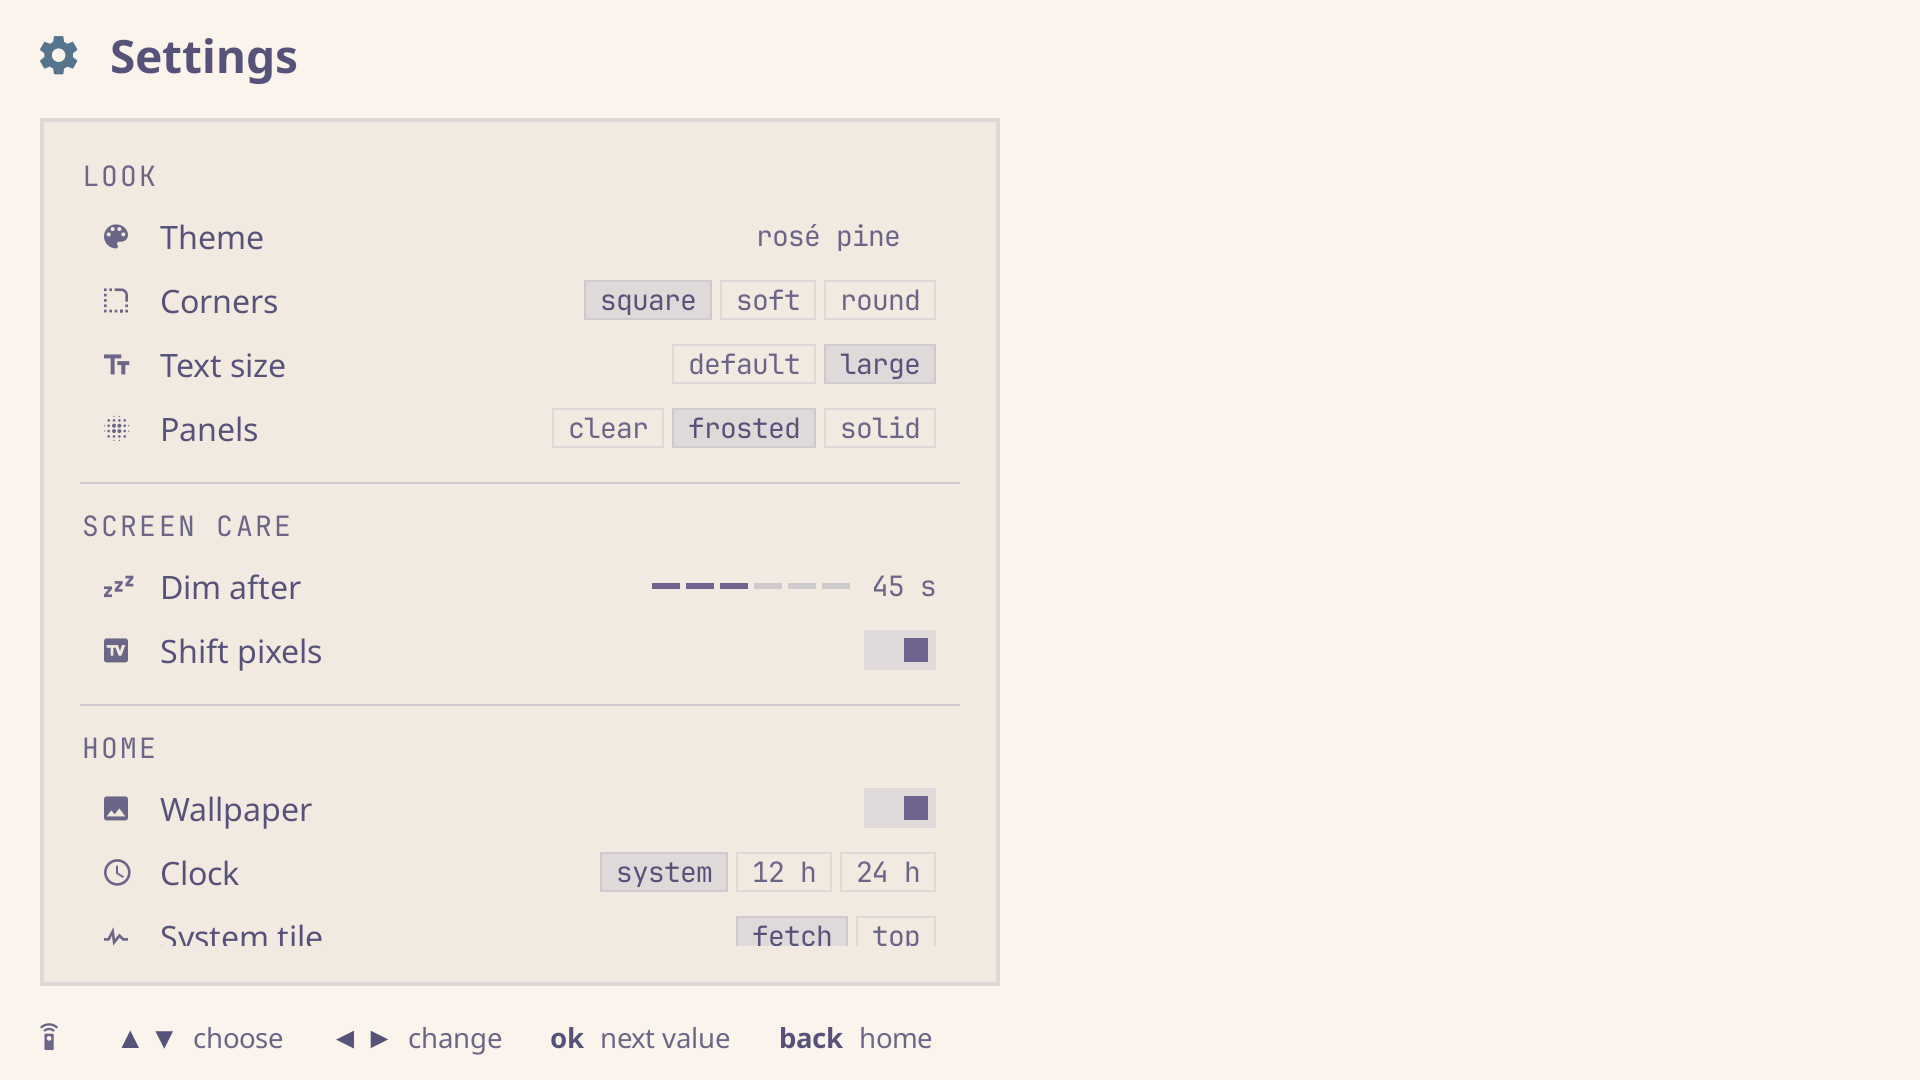 Settings
LOOK
Theme rosé pine
Corners square soft round
Text size default large
Panels clear frosted solid
SCREEN CARE
zzz Dim after 45 s
TV Shift pixels
HOME
Wallpaper
Clock system 12 h 24 h
System tile fetch top
▲ ▼ choose ◀ ▶ change ok next value back home